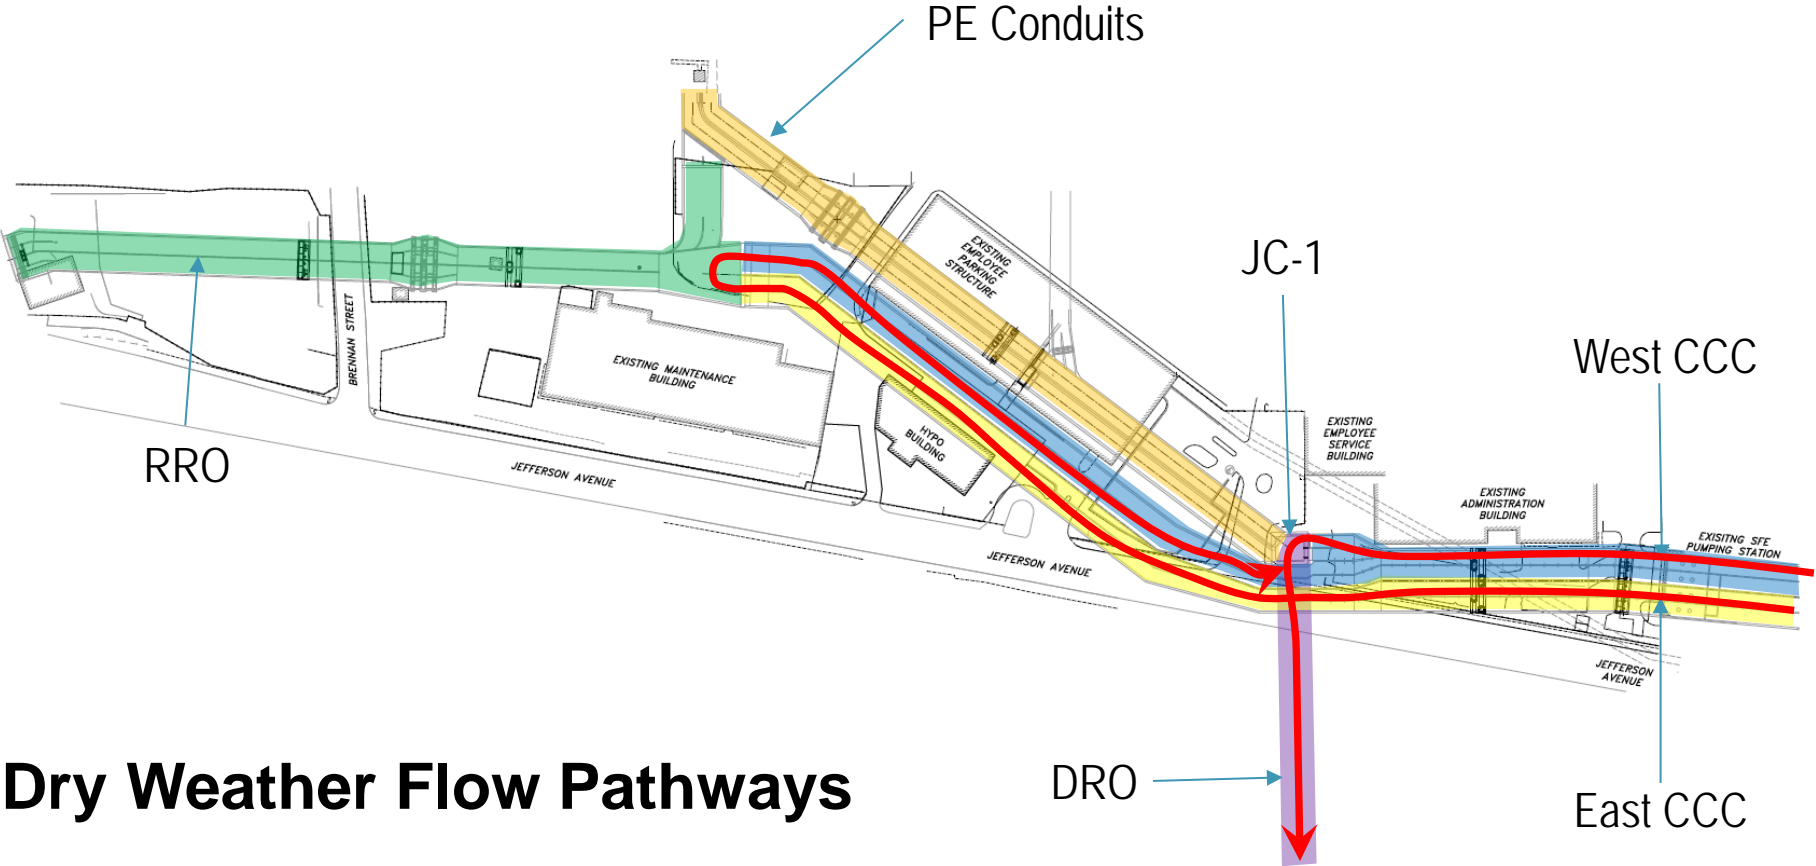 PE Conduits
EXISTING
EMPLOYEE
PARKING
STRUCTURE
JC-1
BRENNAN STREET
West CCC
EXISTING MAINTENANCE
BUILDING
HYPO
BUILDING
EXISTING
EMPLOYEE
SERVICE
BUILDING
RRO
JEFFERSON AVENUE
EXISTING
ADMINISTRATION
BUILDING
EXISITNG SFE
PUMPING STATION
JEFFERSON AVENUE
JEFFERSON
AVENUE
Dry Weather Flow Pathways
DRO
East CCC